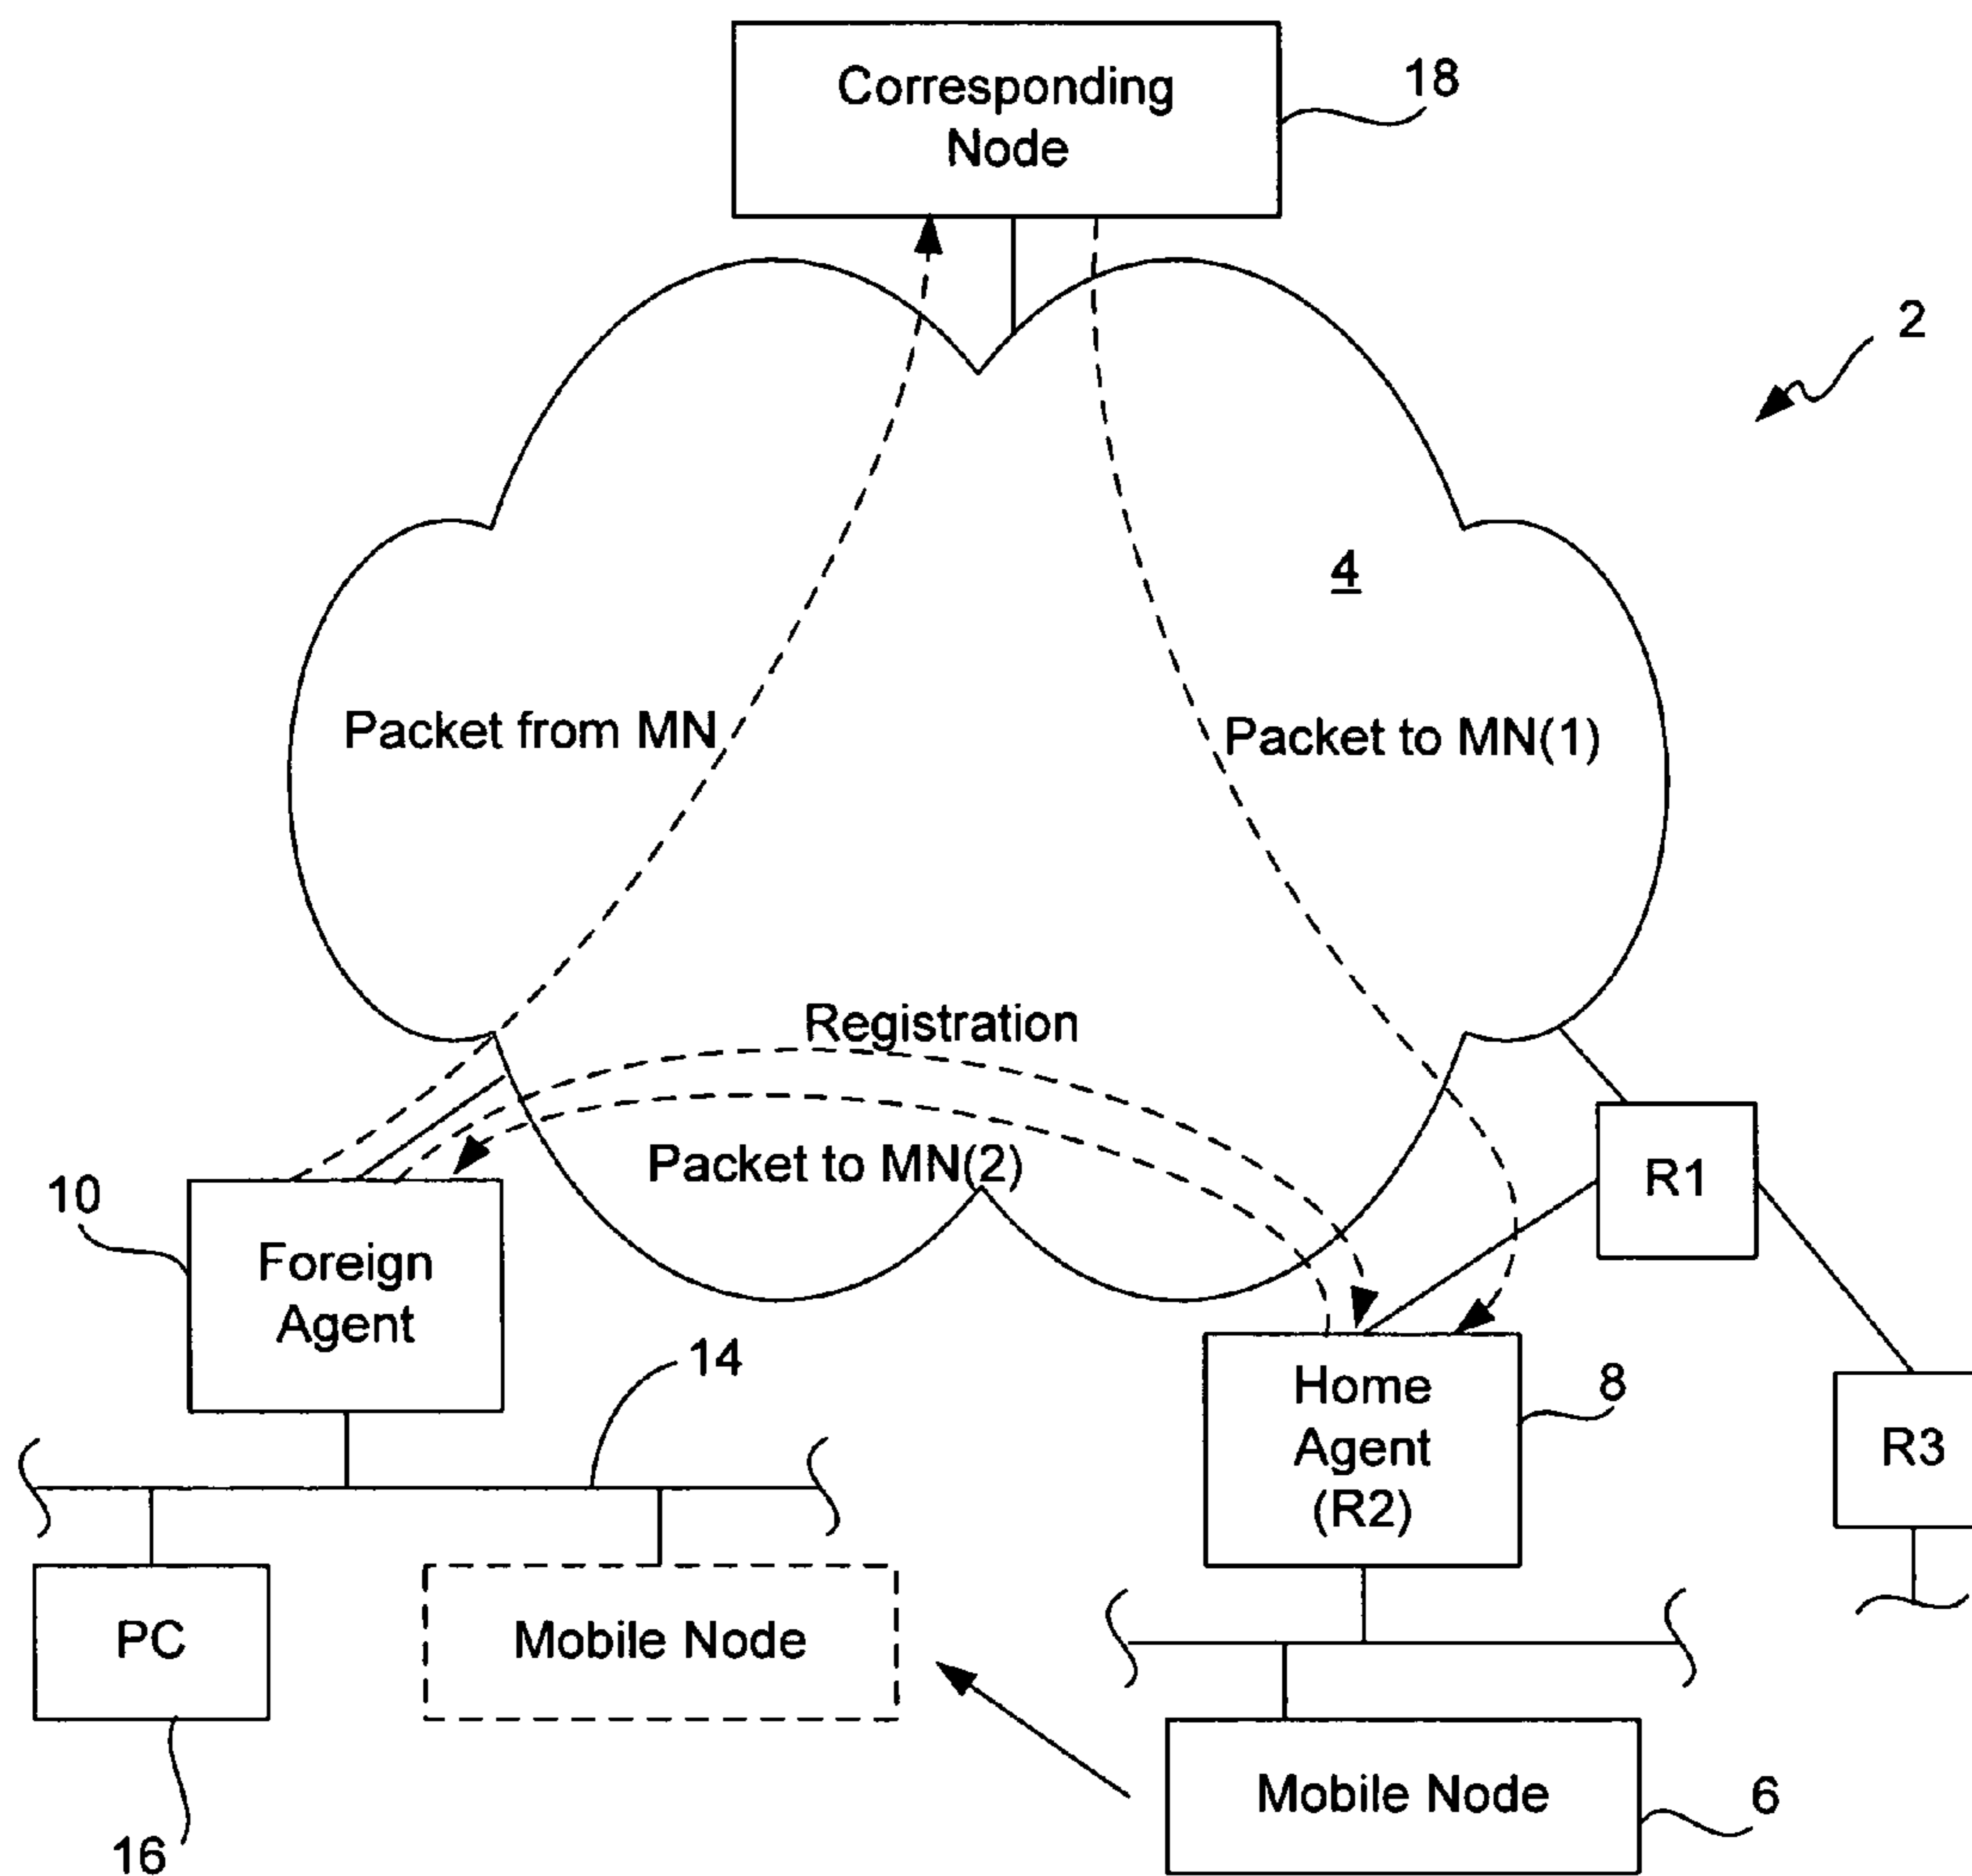 Corresponding
Node
18
2
4
Packet from MN
Packet to MN(1)
Registration
Packet to MN(2)
R1
10
Foreign
Agent
14
Home
Agent
(R2)
8
R3
PC
Mobile Node
Mobile Node
6
16